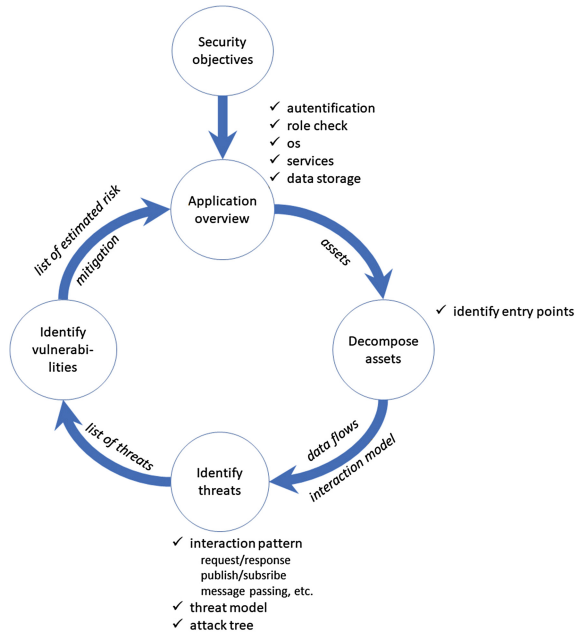 Security
objectives
✓ autentification
✓ role check
✓ os
✓ services
✓ data storage
Application
overview
list of estimated risk
mitigation
assets
✓ identify entry points
Identify
vulnerabi-
lities
Decompose
assets
list of threats
data flows
interaction model
Identify
threats
✓ interaction pattern
request/response
publish/subsribe
message passing, etc.
✓ threat model
✓ attack tree